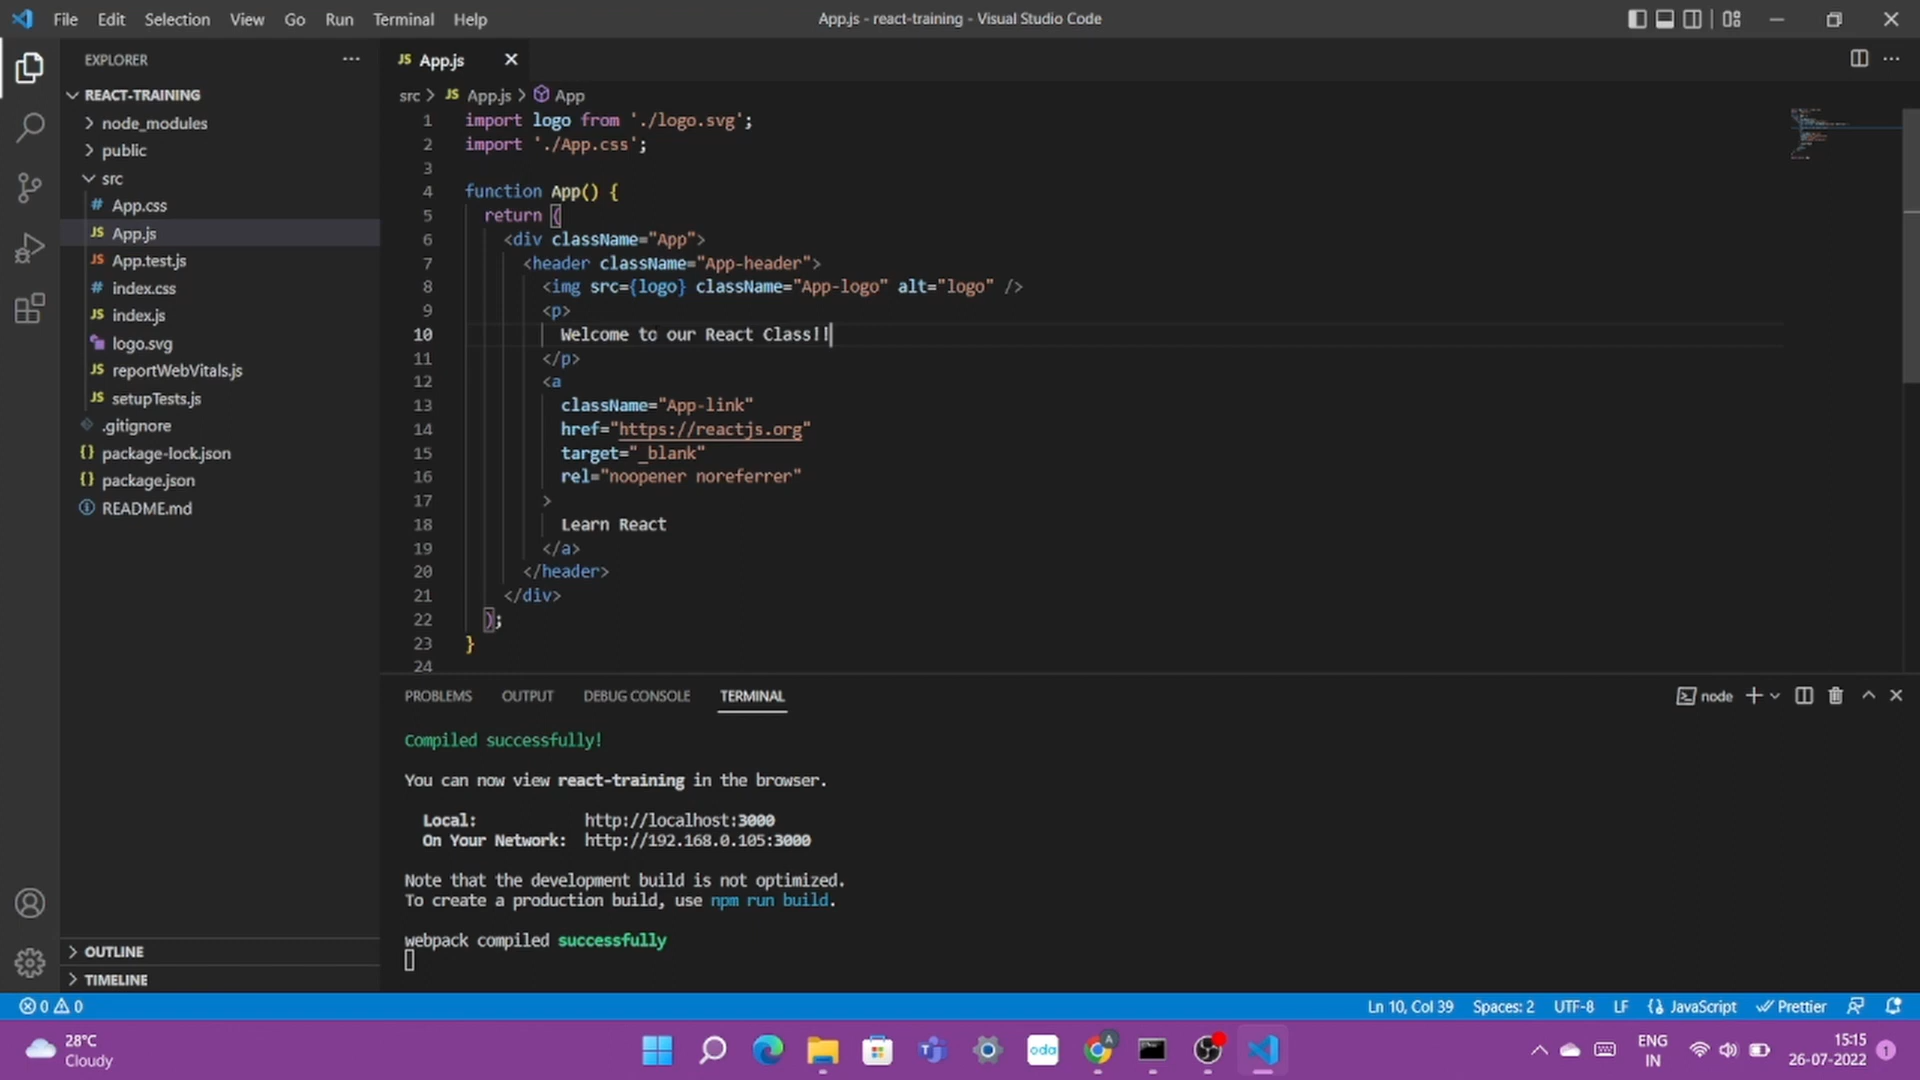 File Edit Selection View Go Run Terminal Help
App.js - react-training - Visual Studio Code
EXPLORER
REACT-TRAINING
node_modules
public
src
# App.css
JS App.js
JS App.test.js
# index.css
JS index.js
logo.svg
JS reportWebVitals.js
JS setupTests.js
.gitignore
{} package-lock.json
{} package.json
README.md
OUTLINE
TIMELINE
JS App.js
src > JS App.js > App
1 import logo from './logo.svg';
2 import './App.css';
3
4 function App() {
5 return (
6 <div className="App">
7 <header className="App-header">
8 <img src={logo} className="App-logo" alt="logo" />
9 <p>
10 Welcome to our React Class!!
11 </p>
12 <a
13 className="App-link"
14 href="https://reactjs.org"
15 target="_blank"
16 rel="noopener noreferrer"
17 >
18 Learn React
19 </a>
20 </header>
21 </div>
22 );
23 }
24
PROBLEMS OUTPUT DEBUG CONSOLE TERMINAL
node
Compiled successfully!
You can now view react-training in the browser.
Local: http://localhost:3000
On Your Network: http://192.168.0.105:3000
Note that the development build is not optimized.
To create a production build, use npm run build.
webpack compiled successfully
0 0
Ln 10, Col 39 Spaces: 2 UTF-8 LF {} JavaScript Prettier
28°C
Cloudy
oda
A
ENG
IN
15:15
26-07-2022
1